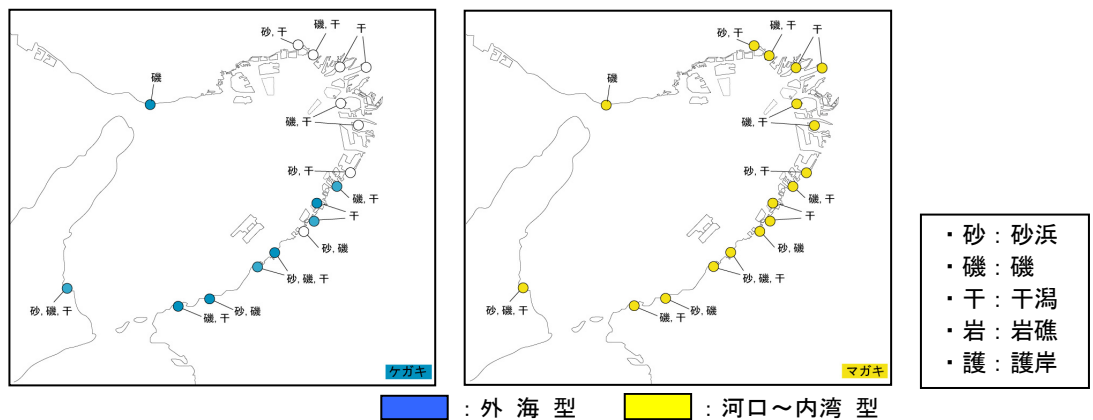 砂, 干
磯, 干
干
磯
磯, 干
砂, 干
磯, 干
干
砂, 磯
砂, 磯, 干
砂, 磯
磯, 干
砂, 磯, 干
ケガキ
砂, 干
磯, 干
干
磯
磯, 干
砂, 干
磯, 干
干
砂, 磯
砂, 磯, 干
砂, 磯
磯, 干
砂, 磯, 干
マガキ
・砂：砂浜
・磯：磯
・干：干潟
・岩：岩礁
・護：護岸
：外 海 型
：河口～内湾 型